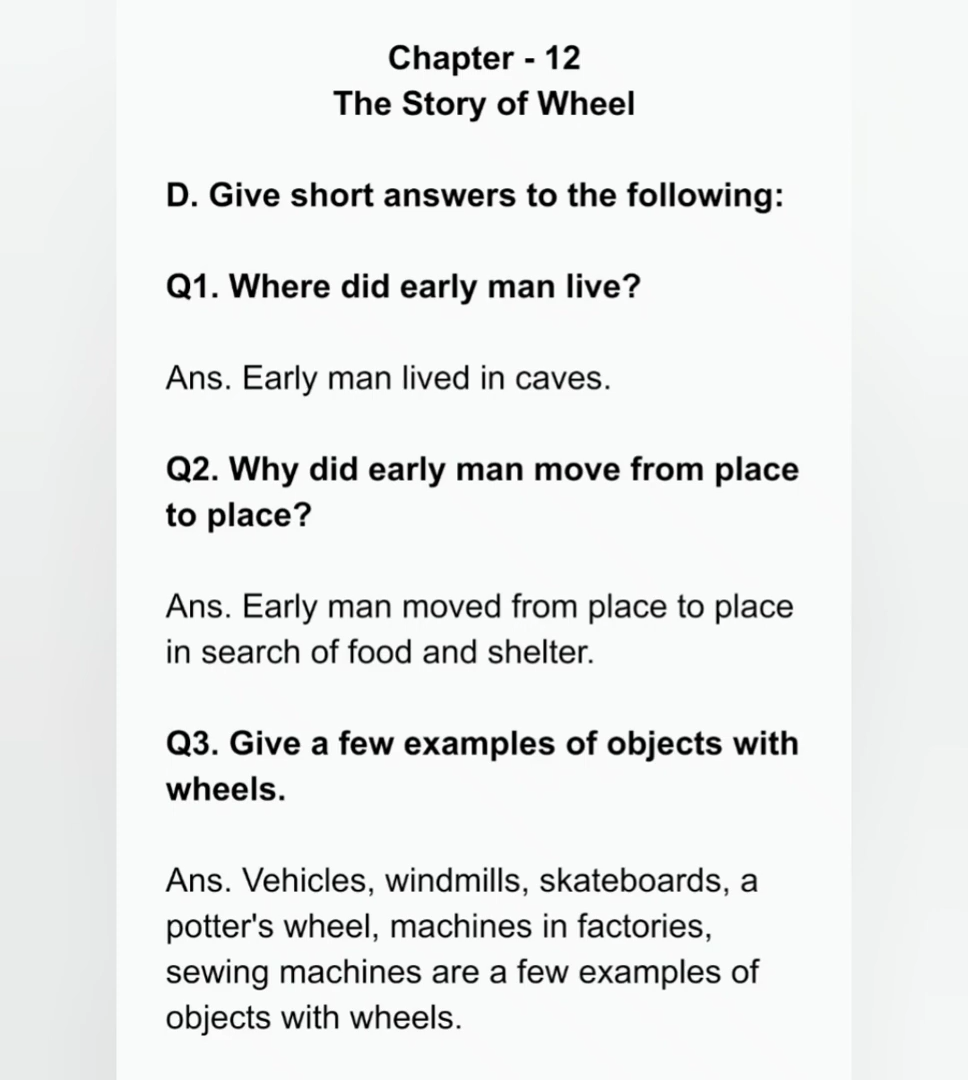 Chapter - 12
The Story of Wheel
D. Give short answers to the following:
Q1. Where did early man live?
Ans. Early man lived in caves.
Q2. Why did early man move from place
to place?
Ans. Early man moved from place to place
in search of food and shelter.
Q3. Give a few examples of objects with
wheels.
Ans. Vehicles, windmills, skateboards, a
potter's wheel, machines in factories,
sewing machines are a few examples of
objects with wheels.